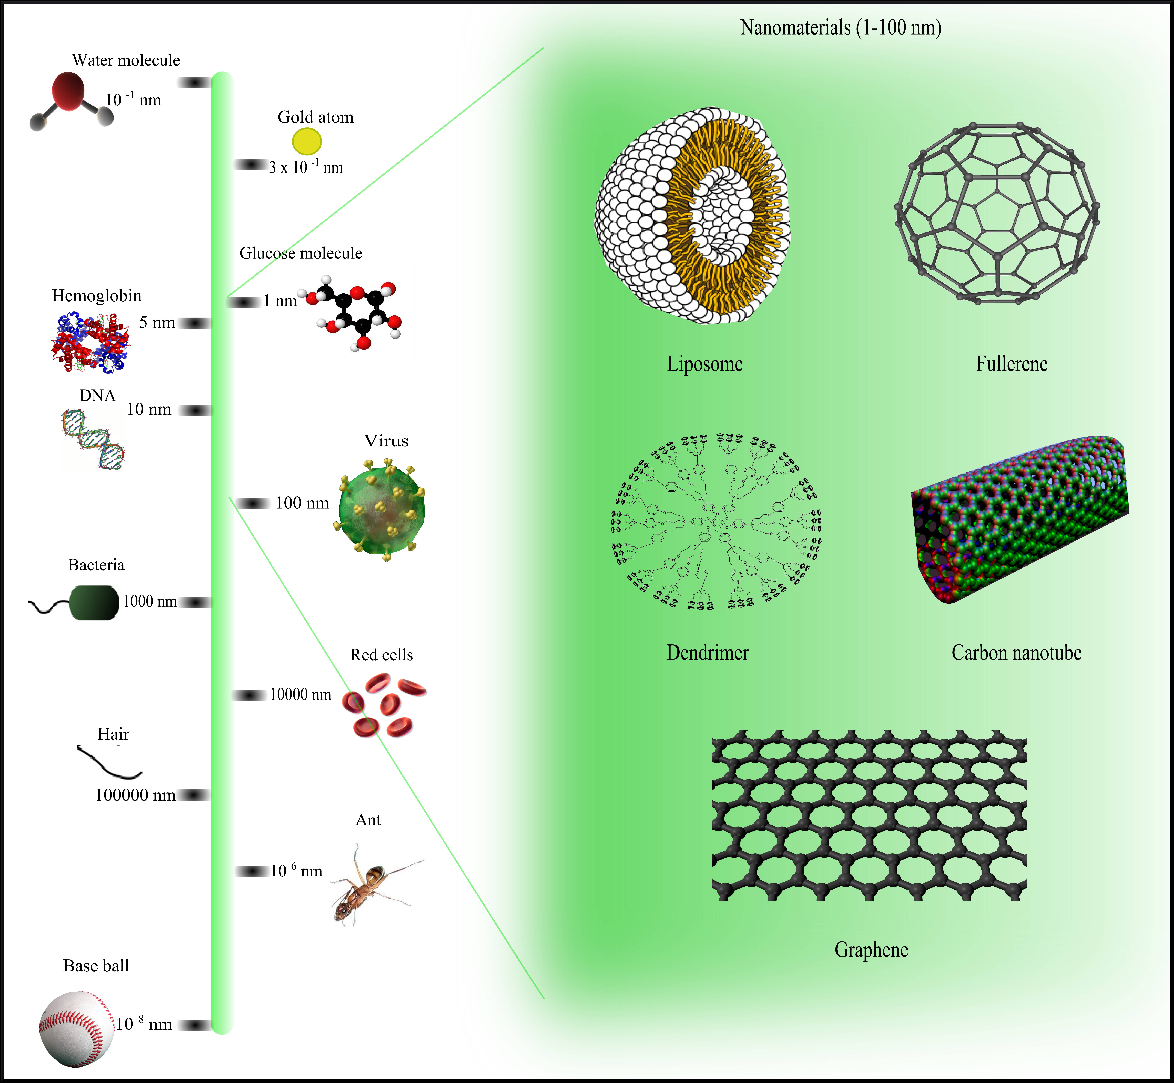 Nanomaterials (1-100 nm)
Water molecule
10 -1 nm
Gold atom
3 x 10 -1 nm
Glucose molecule
1 nm
Hemoglobin
5 nm
DNA
10 nm
Virus
100 nm
Bacteria
1000 nm
Red cells
10000 nm
Hair
100000 nm
Ant
10 6 nm
Base ball
10 8 nm
Liposome
Fullerene
Dendrimer
Carbon nanotube
Graphene